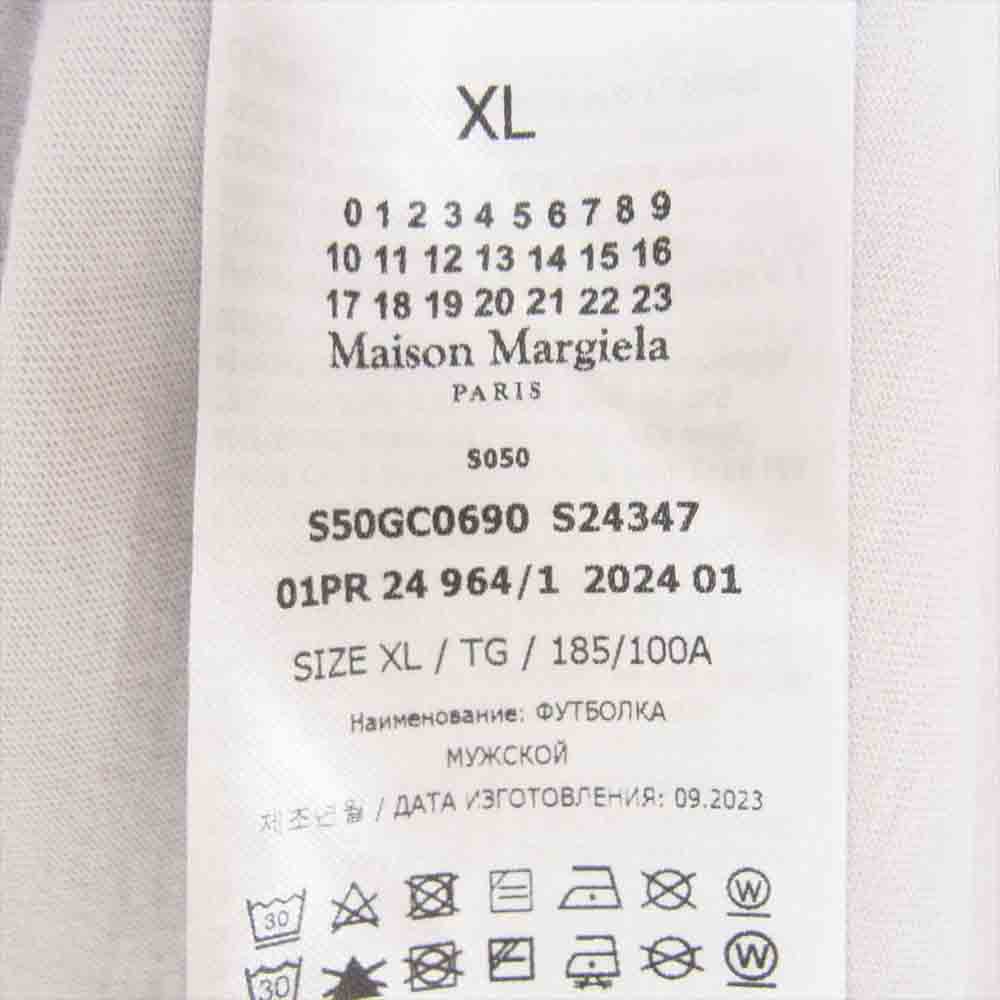 XL
0 1 2 3 4 5 6 7 8 9
10 11 12 13 14 15 16
17 18 19 20 21 22 23
Maison Margiela
PARIS
S050
S50GC0690 S24347
01PR 24 964/1 2024 01
SIZE XL / TG / 185/100A
Наименование: ФУТБОЛКА
МУЖСКОЙ
제조년월 / ДАТА ИЗГОТОВЛЕНИЯ: 09.2023
30
W
30
W